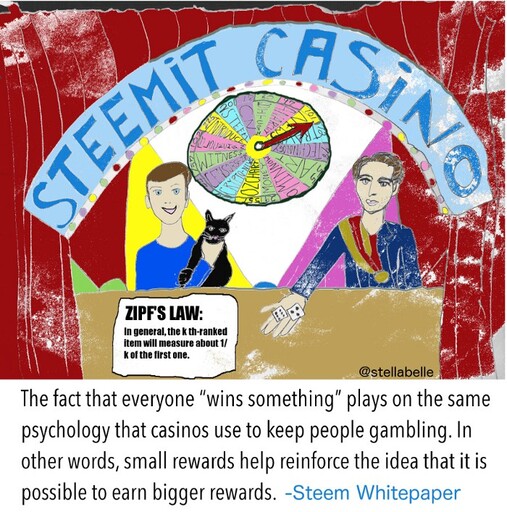 STEEMIT CASINO
ZIPF'S LAW:
In general, the k th-ranked
item will measure about 1/
k of the first one.
@stellabelle
The fact that everyone “wins something” plays on the same
psychology that casinos use to keep people gambling. In
other words, small rewards help reinforce the idea that it is
possible to earn bigger rewards. -Steem Whitepaper